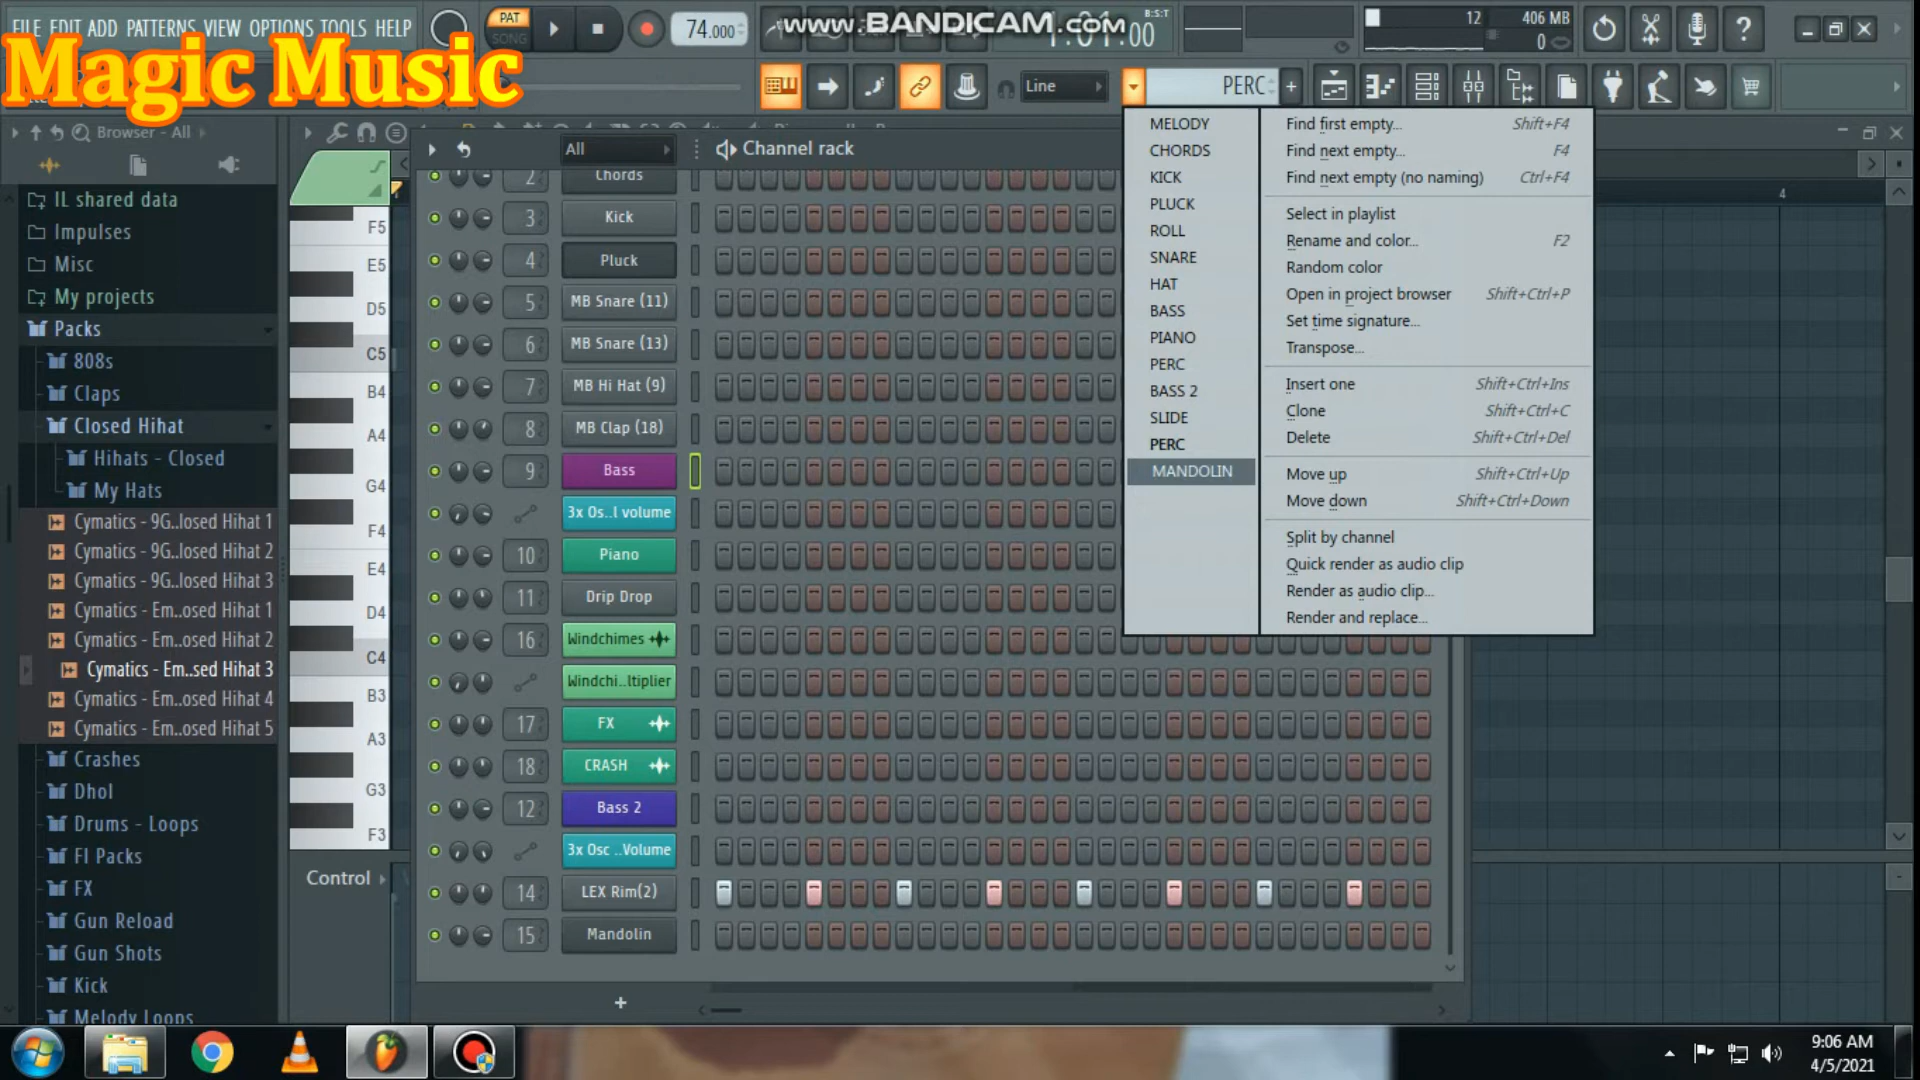 FILE EDIT ADD PATTERNS VIEW OPTIONS TOOLS HELP
PAT
SONG
74.000
www.BANDICAM.com
B:S:T
1:01:00
12
406 MB
0
Magic Music
Line
PERC
Browser - All
IL shared data
Impulses
Misc
My projects
Packs
808s
Claps
Closed Hihat
Hihats - Closed
My Hats
Cymatics - 9G..losed Hihat 1
Cymatics - 9G..losed Hihat 2
Cymatics - 9G..losed Hihat 3
Cymatics - Em..osed Hihat 1
Cymatics - Em..osed Hihat 2
Cymatics - Em..sed Hihat 3
Cymatics - Em..osed Hihat 4
Cymatics - Em..osed Hihat 5
Crashes
Dhol
Drums - Loops
Fl Packs
FX
Gun Reload
Gun Shots
Kick
Melody Loops
F5
E5
D5
C5
B4
A4
G4
F4
E4
D4
C4
B3
A3
G3
F3
Control
All
Channel rack
2 Chords
3 Kick
4 Pluck
5 MB Snare (11)
6 MB Snare (13)
7 MB Hi Hat (9)
8 MB Clap (18)
9 Bass
3x Os..l volume
10 Piano
11 Drip Drop
16 Windchimes
Windchi..ltiplier
17 FX
18 CRASH
12 Bass 2
3x Osc ..Volume
14 LEX Rim(2)
15 Mandolin
+
MELODY
CHORDS
KICK
PLUCK
ROLL
SNARE
HAT
BASS
PIANO
PERC
BASS 2
SLIDE
PERC
MANDOLIN
Find first empty... Shift+F4
Find next empty... F4
Find next empty (no naming) Ctrl+F4
Select in playlist
Rename and color... F2
Random color
Open in project browser Shift+Ctrl+P
Set time signature...
Transpose...
Insert one Shift+Ctrl+Ins
Clone Shift+Ctrl+C
Delete Shift+Ctrl+Del
Move up Shift+Ctrl+Up
Move down Shift+Ctrl+Down
Split by channel
Quick render as audio clip
Render as audio clip...
Render and replace...
4
9:06 AM
4/5/2021